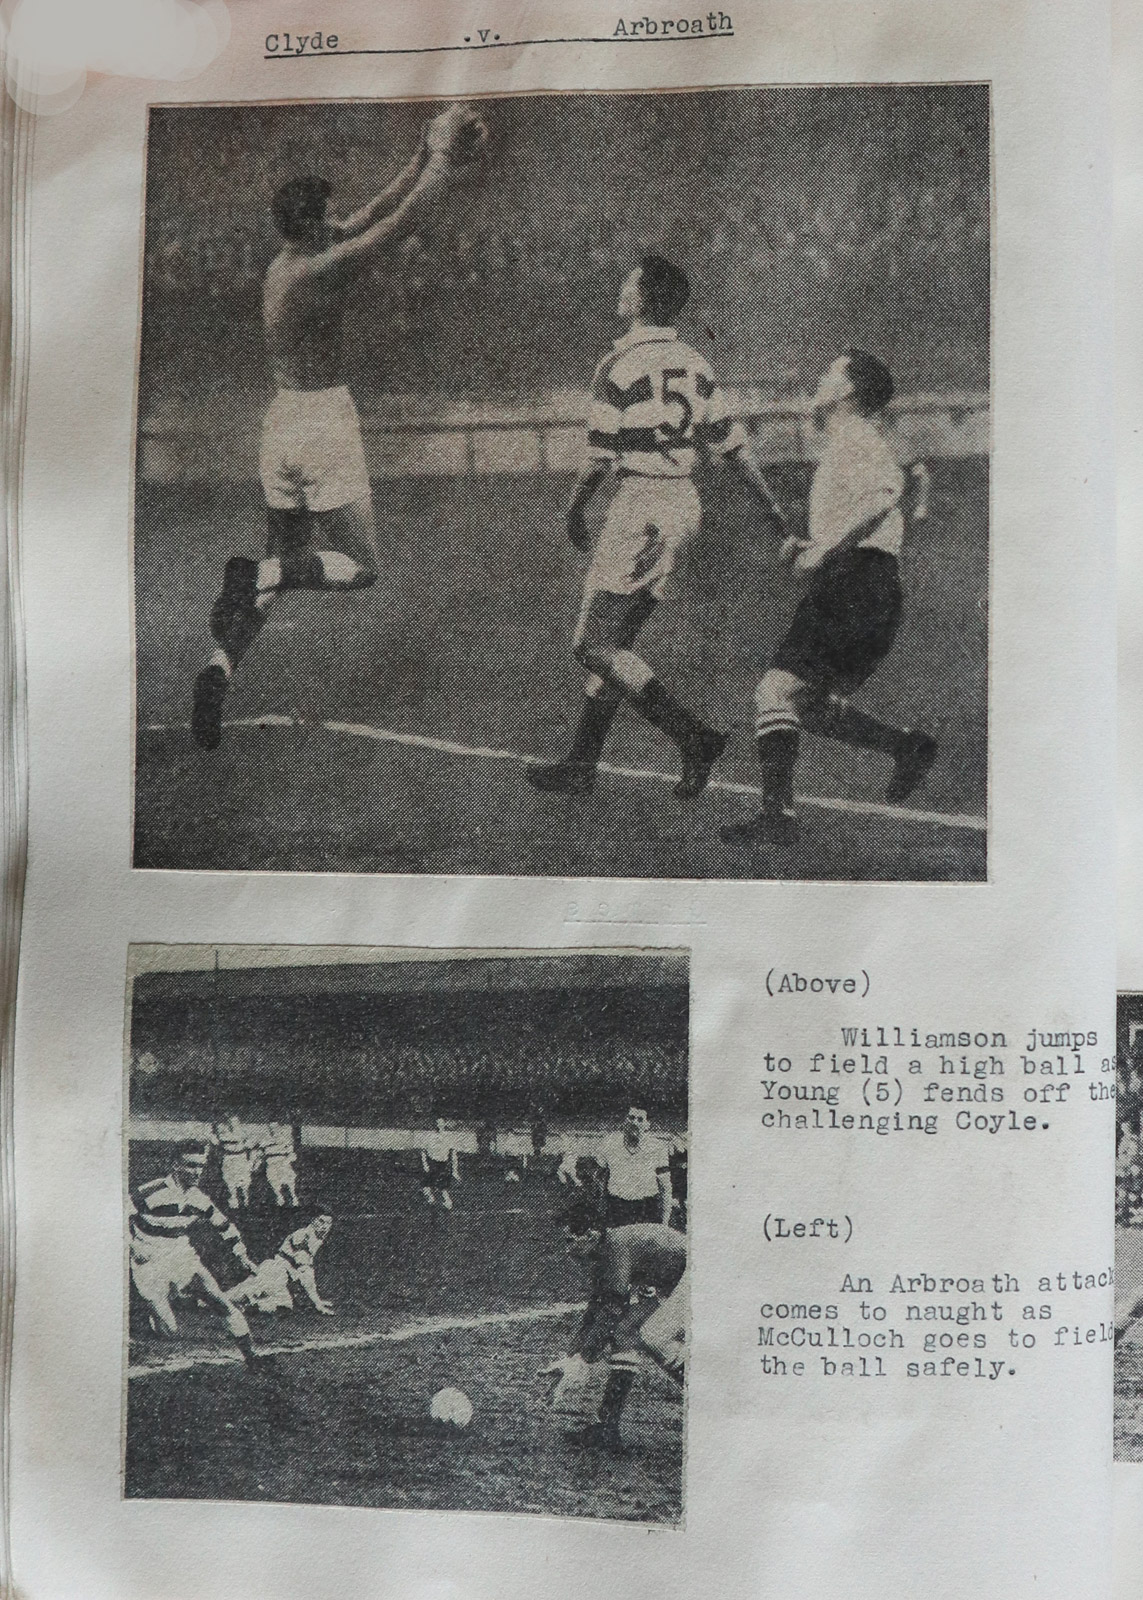 Clyde .v. Arbroath
5
(Above)
Williamson jumps
to field a high ball as
Young (5) fends off the
challenging Coyle.
(Left)
An Arbroath attack
comes to naught as
McCulloch goes to field
the ball safely.